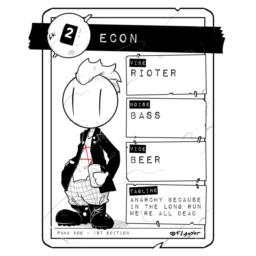 2
ECON
VICE
RIOTER
NOISE
BASS
VICE
BEER
TAGLINE
ANARCHY BECAUSE
IN THE LONG RUN
WE'RE ALL DEAD
1ST EDITION